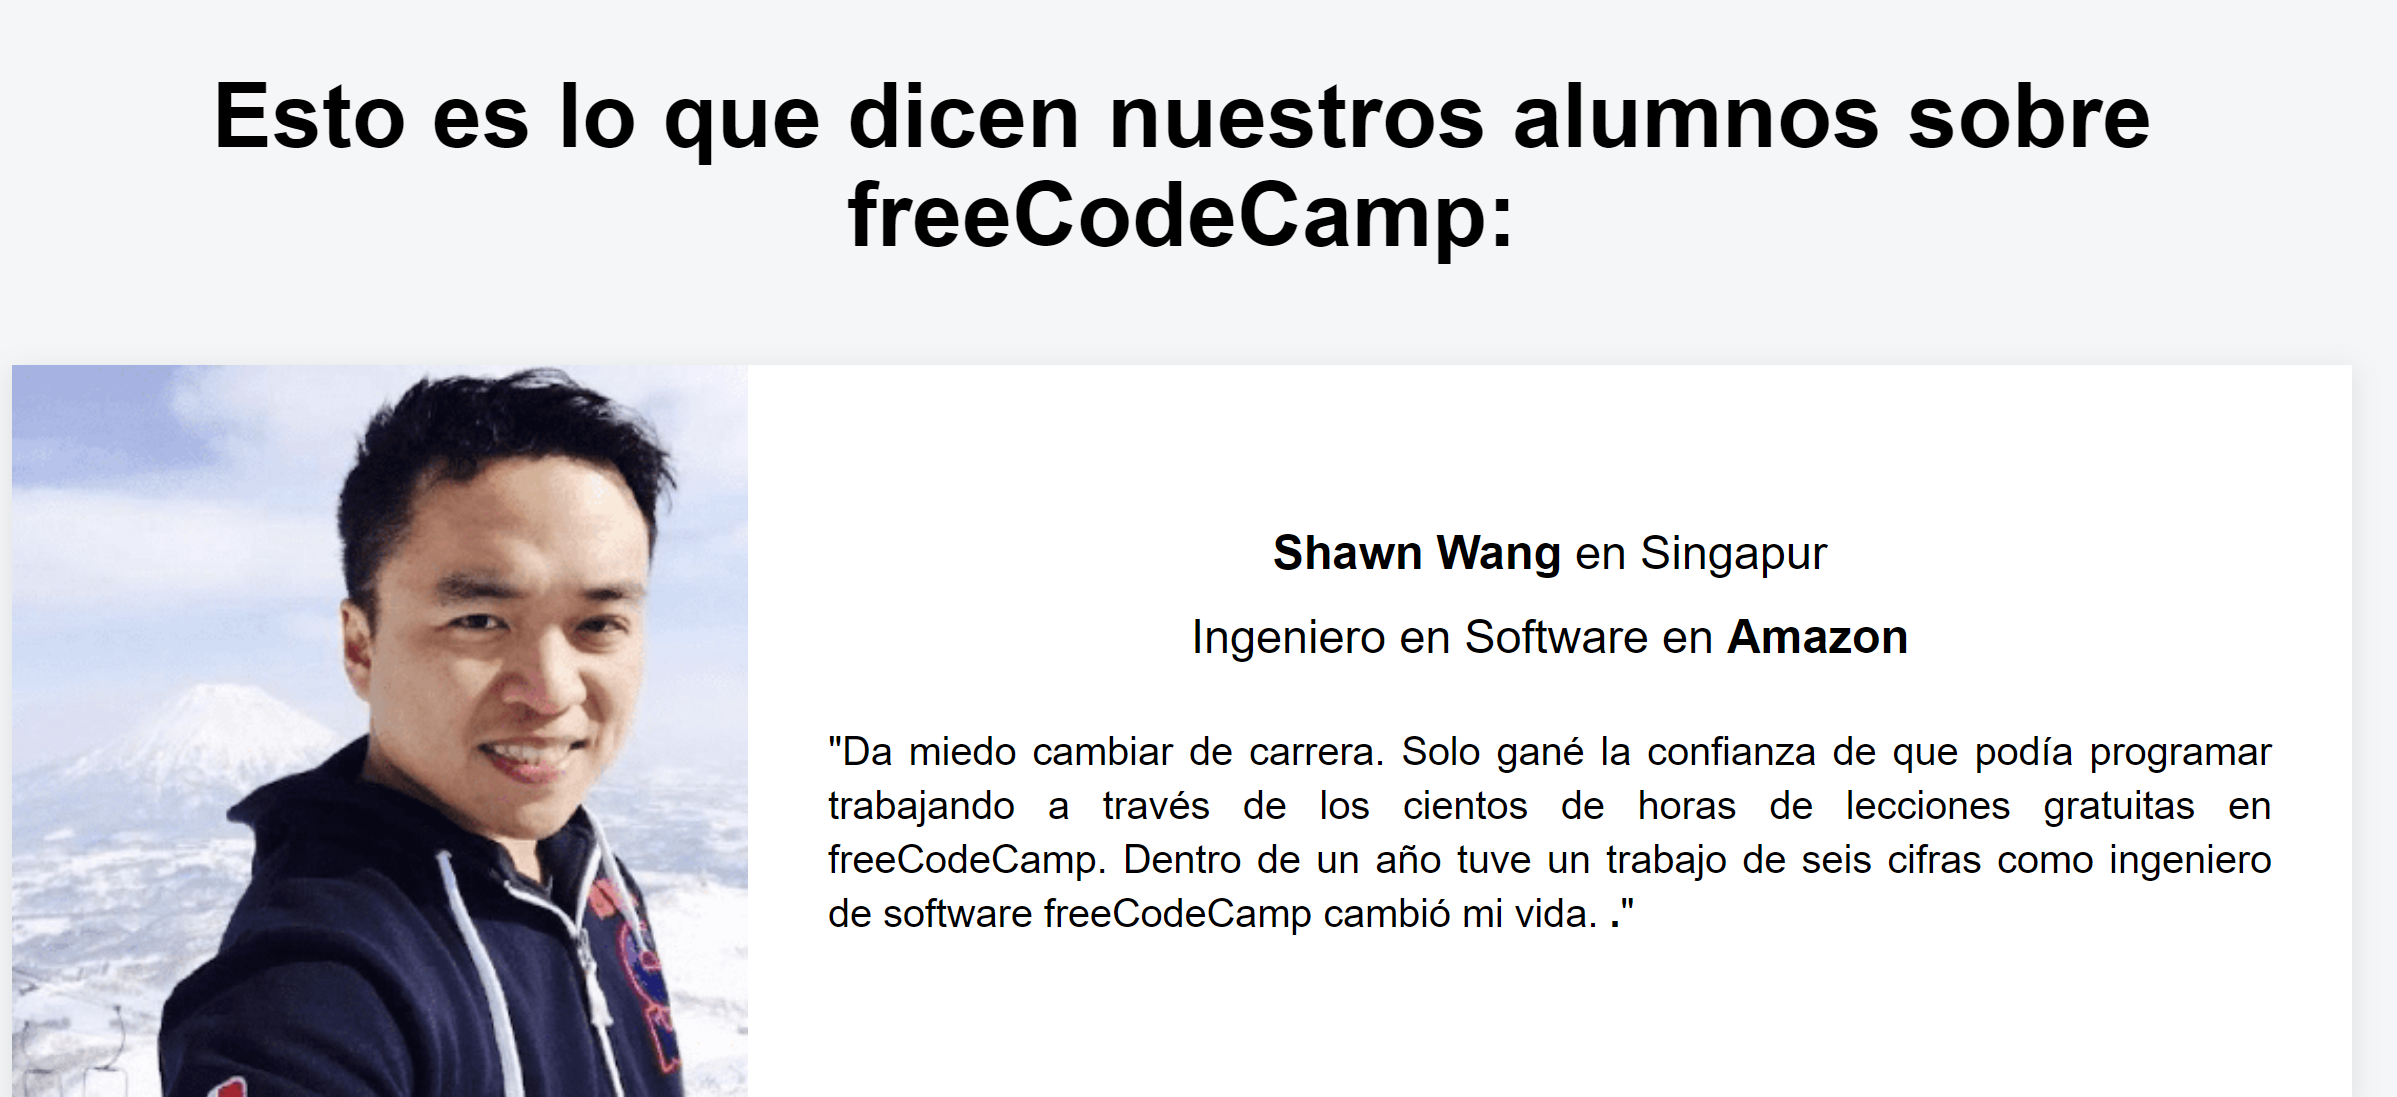 Esto es lo que dicen nuestros alumnos sobre
freeCodeCamp:
Shawn Wang en Singapur
Ingeniero en Software en Amazon
"Da miedo cambiar de carrera. Solo gané la confianza de que podía programar
trabajando a través de los cientos de horas de lecciones gratuitas en
freeCodeCamp. Dentro de un año tuve un trabajo de seis cifras como ingeniero
de software freeCodeCamp cambió mi vida. ."